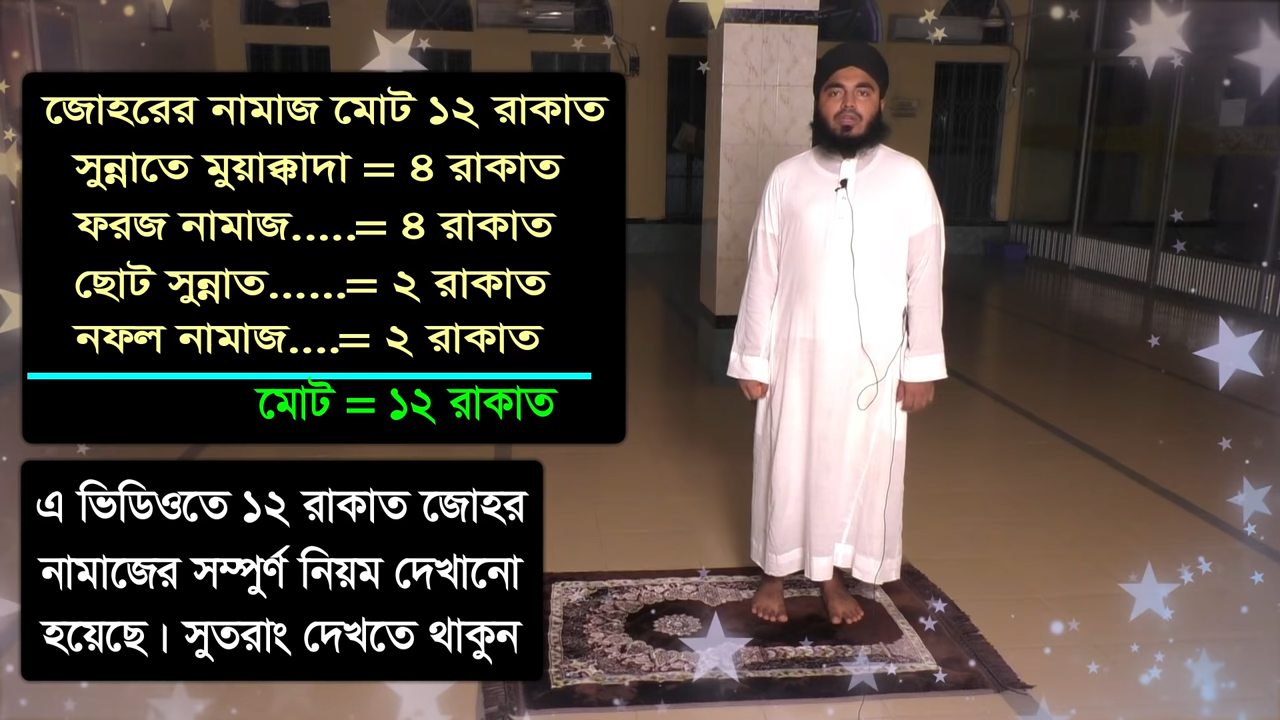 জোহরের নামাজ মোট ১২ রাকাত
সুন্নাতে মুয়াক্কাদা = ৪ রাকাত
ফরজ নামাজ.....= ৪ রাকাত
ছোট সুন্নাত......= ২ রাকাত
নফল নামাজ....= ২ রাকাত
মোট = ১২ রাকাত
এ ভিডিওতে ১২ রাকাত জোহর
নামাজের সম্পুর্ণ নিয়ম দেখানো
হয়েছে। সুতরাং দেখতে থাকুন